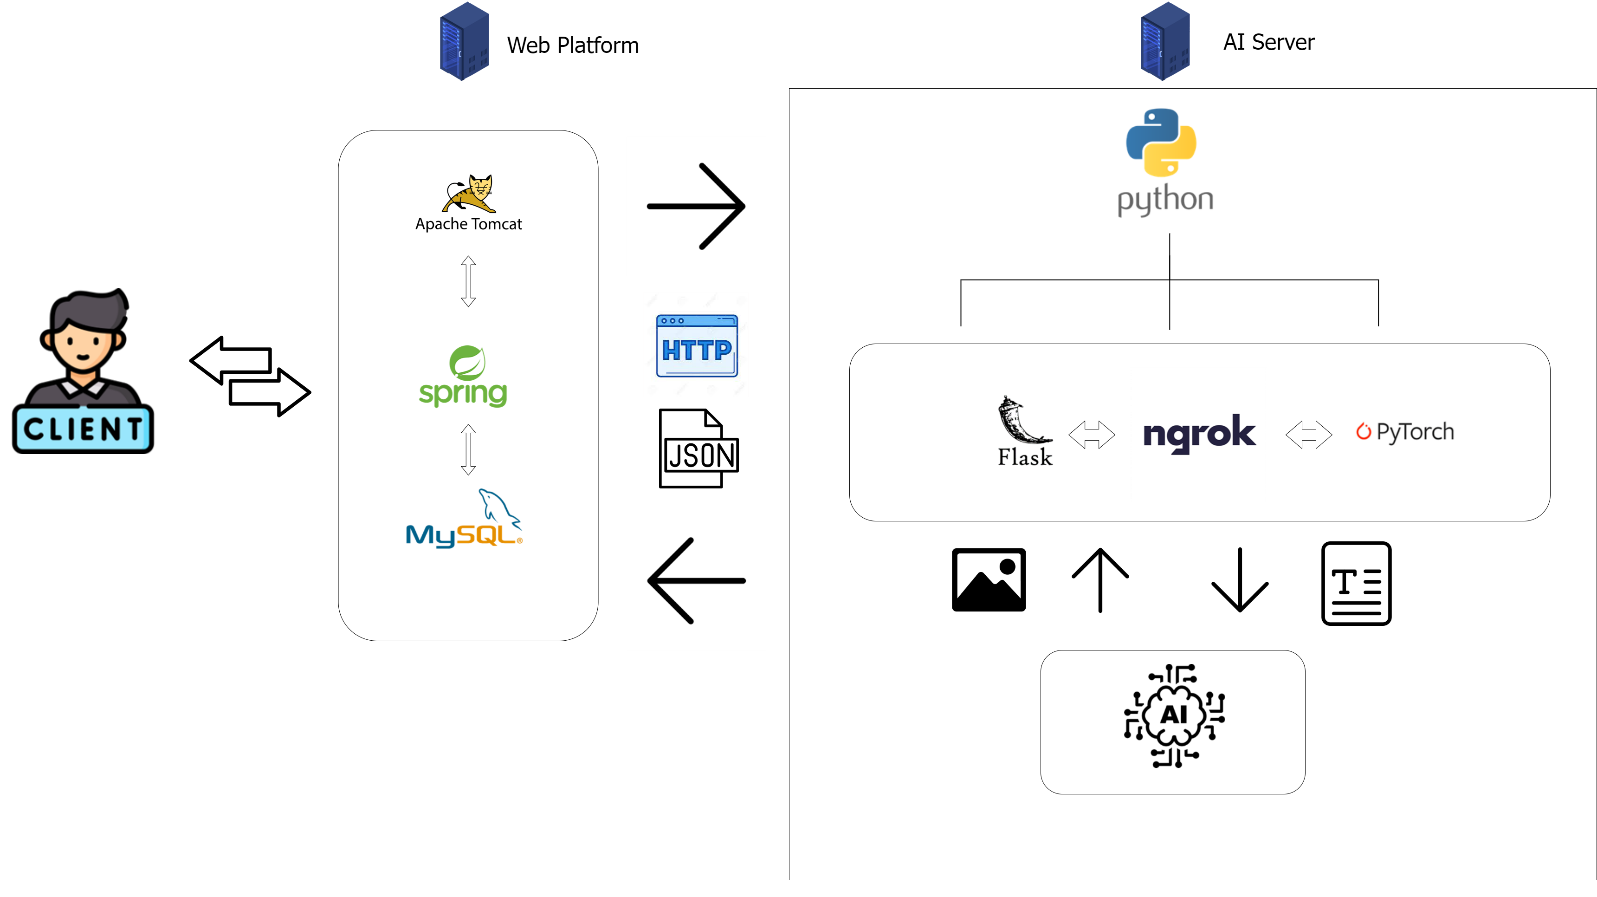 Web Platform
AI Server
Apache Tomcat
python
CLIENT
spring
HTTP
JSON
MySQL®
Flask
ngrok
PyTorch
T
AI